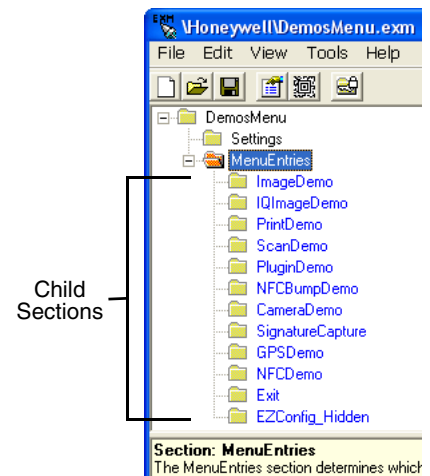 \Honeywell\DemosMenu.exm
File Edit View Tools Help
DemosMenu
Settings
MenuEntries
ImageDemo
IQImageDemo
PrintDemo
ScanDemo
PluginDemo
NFCBumpDemo
CameraDemo
SignatureCapture
GPSDemo
NFCDemo
Exit
EZConfig_Hidden
Child
Sections
Section: MenuEntries
The MenuEntries section determines which